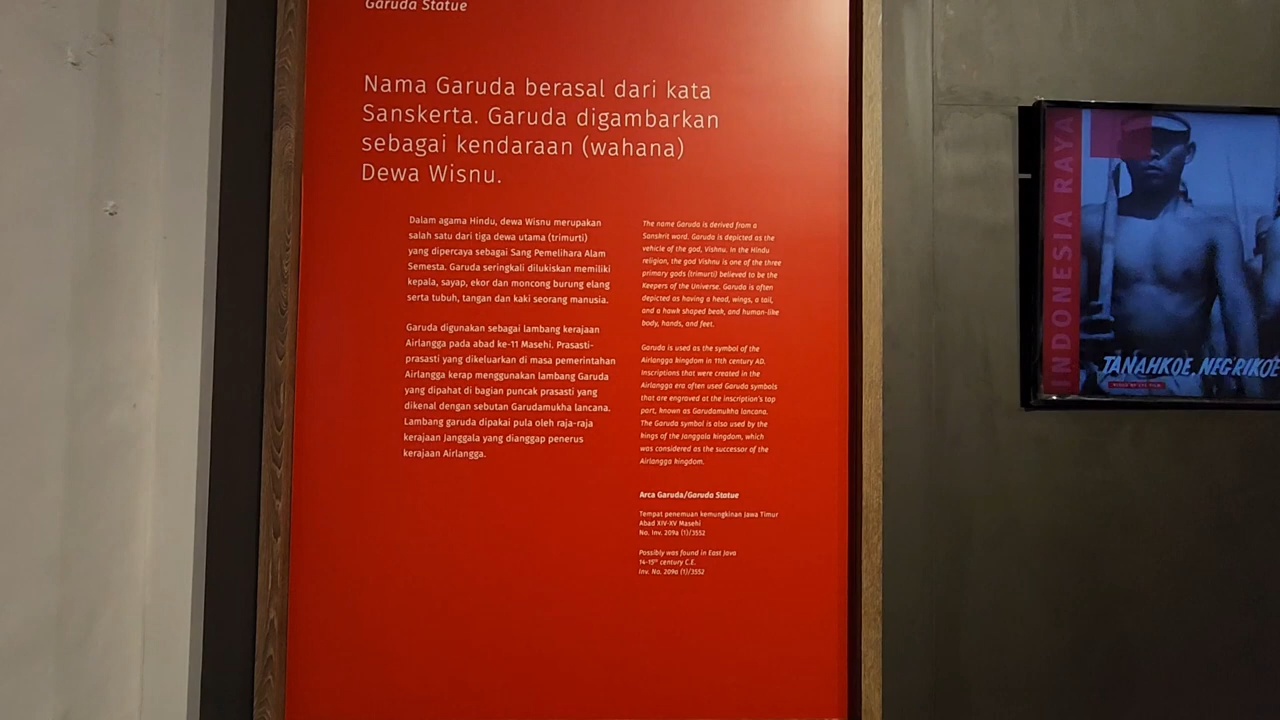 Garuda Statue
Nama Garuda berasal dari kata
Sanskerta. Garuda digambarkan
sebagai kendaraan (wahana)
Dewa Wisnu.
Dalam agama Hindu, dewa Wisnu merupakan
salah satu dari tiga dewa utama (trimurti)
yang dipercaya sebagai Sang Pemelihara Alam
Semesta. Garuda seringkali dilukiskan memiliki
kepala, sayap, ekor dan moncong burung elang
serta tubuh, tangan dan kaki seorang manusia.
Garuda digunakan sebagai lambang kerajaan
Airlangga pada abad ke-11 Masehi. Prasasti-
prasasti yang dikeluarkan di masa pemerintahan
Airlangga kerap menggunakan lambang Garuda
yang dipahat di bagian puncak prasasti yang
dikenal dengan sebutan Garudamukha lancana.
Lambang garuda dipakai pula oleh raja-raja
kerajaan Janggala yang dianggap penerus
kerajaan Airlangga.
The name Garuda is derived from a
Sanskrit word. Garuda is depicted as the
vehicle of the god, Vishnu. In the Hindu
religion, the god Vishnu is one of the three
primary gods (trimurti) believed to be the
Keepers of the Universe. Garuda is often
depicted as having a head, wings, a tail,
and a hawk shaped beak, and human-like
body, hands, and feet.
Garuda is used as the symbol of the
Airlangga kingdom in 11th century AD.
Inscriptions that were created in the
Airlangga era often used Garuda symbols
that are engraved at the inscription's top
part, known as Garudamukha lancana.
The Garuda symbol is also used by the
kings of the Janggala kingdom, which
was considered as the successor of the
Airlangga kingdom.
Arca Garuda/Garuda Statue
Tempat penemuan kemungkinan Jawa Timur
Abad XIV-XV Masehi
No. Inv. 209a (1)/3552
Possibly was found in East Java
14-15th century C.E.
Inv. No. 209a (1)/3552
INDONESIA RAYA
TANAHKOE, NEGRIKOE